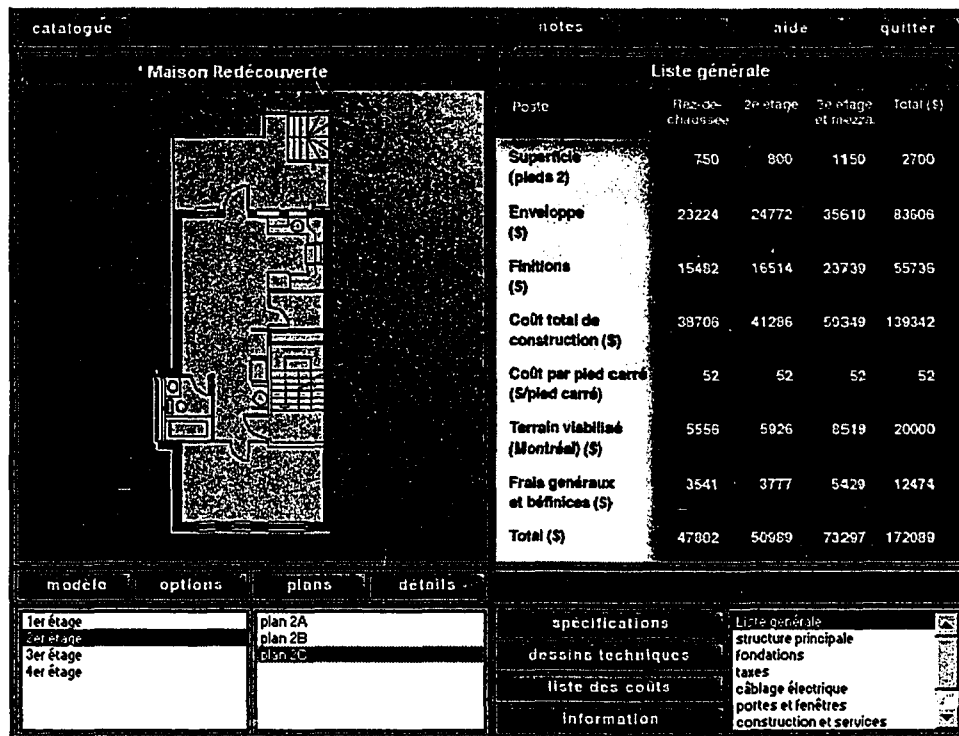 catalogue notes aide quitter
* Maison Redécouverte
Liste générale
Poste Rez-de-chaussée 2e étage 3e étage et mezza. Total ($)
Superficie (pieds 2) 750 800 1150 2700
Enveloppe ($) 23224 24772 35610 83606
Finitions ($) 15482 16514 23739 55736
Coût total de construction ($) 38706 41286 59349 139342
Coût par pied carré ($/pied carré) 52 52 52 52
Terrain viabilisé (Montréal) ($) 5556 5926 8519 20000
Frais genéraux et béfinices ($) 3541 3777 5429 12474
Total ($) 47802 50989 73297 172089
modèle options plans détails
1er étage
2er étage
3er étage
4er étage
plan 2A
plan 2B
plan 2C
spécifications
dessins techniques
liste des coûts
information
Liste générale
structure principale
fondations
taxes
câblage électrique
portes et fenêtres
construction et services